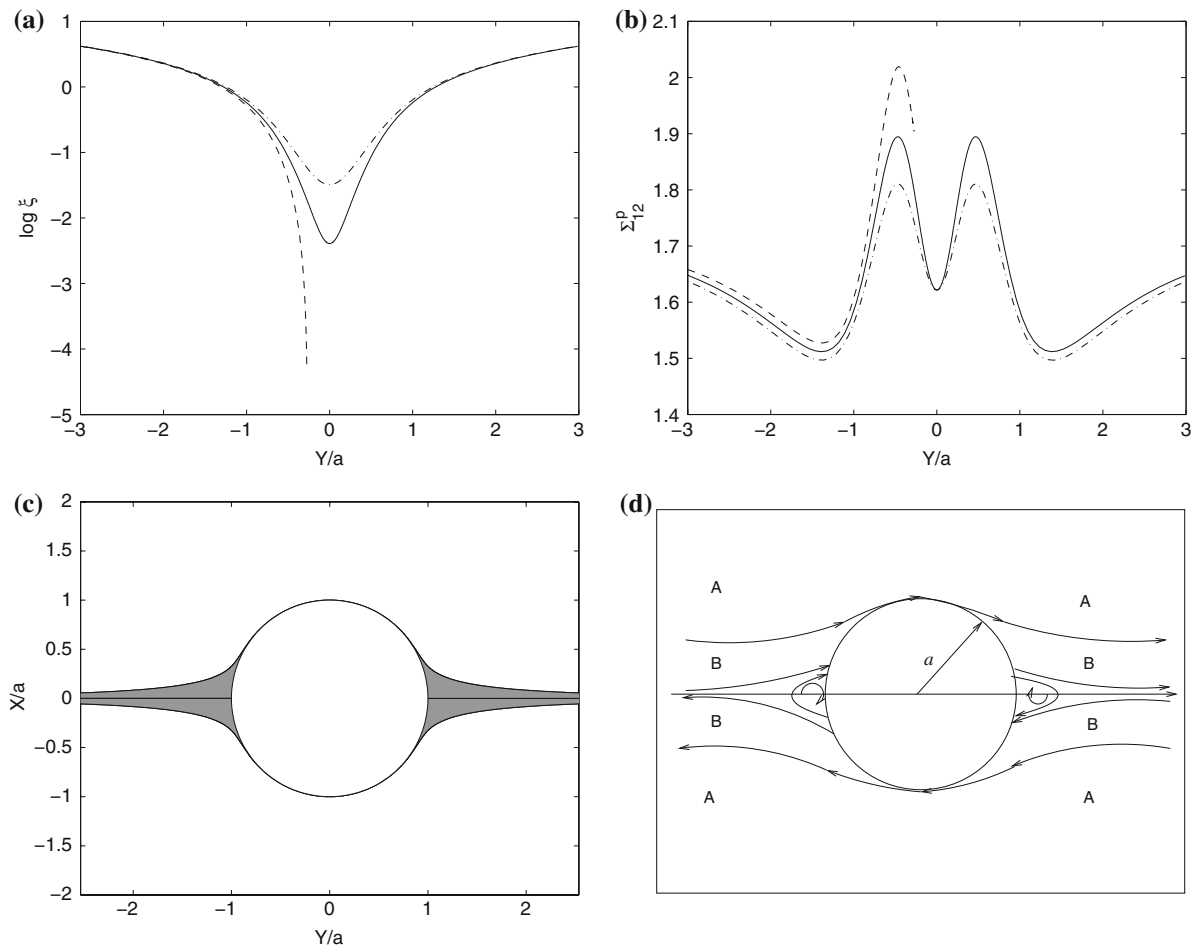 (a)
1
0
−1
−2
−3
−4
−5
log ξ
−3 −2 −1 0 1 2 3
Y/a
(b)
2.1
2
1.9
1.8
1.7
1.6
1.5
1.4
Σ₁₂ᵖ
−3 −2 −1 0 1 2 3
Y/a
(c)
2
1.5
1
0.5
0
−0.5
−1
−1.5
−2
X/a
−2 −1 0 1 2
Y/a
(d)
A A
B B
a
B B
A A